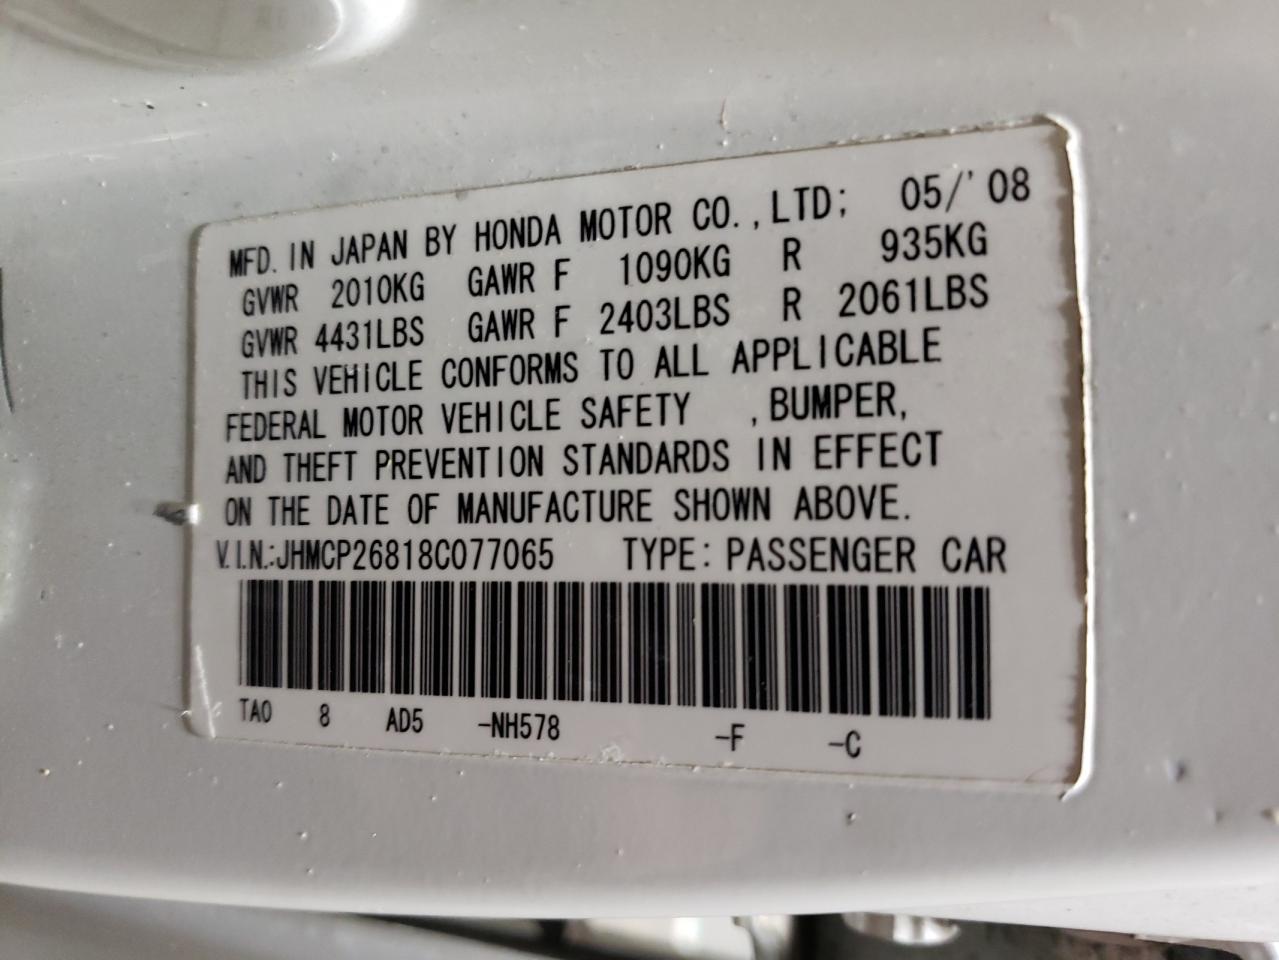 MFD. IN JAPAN BY HONDA MOTOR CO., LTD; 05/'08
GVWR 2010KG GAWR F 1090KG R 935KG
GVWR 4431LBS GAWR F 2403LBS R 2061LBS
THIS VEHICLE CONFORMS TO ALL APPLICABLE
FEDERAL MOTOR VEHICLE SAFETY , BUMPER,
AND THEFT PREVENTION STANDARDS IN EFFECT
ON THE DATE OF MANUFACTURE SHOWN ABOVE.
V.I.N.:JHMCP26818C077065 TYPE: PASSENGER CAR
TA0 8 AD5 -NH578 -F -C